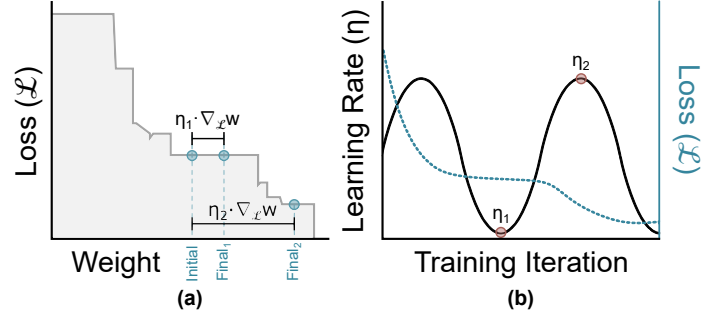 Loss (ℒ)
η₁·∇ℒw
η₂·∇ℒw
Weight
Initial
Final₁
Final₂
(a)
Learning Rate (η)
η₂
η₁
Loss (ℒ)
Training Iteration
(b)